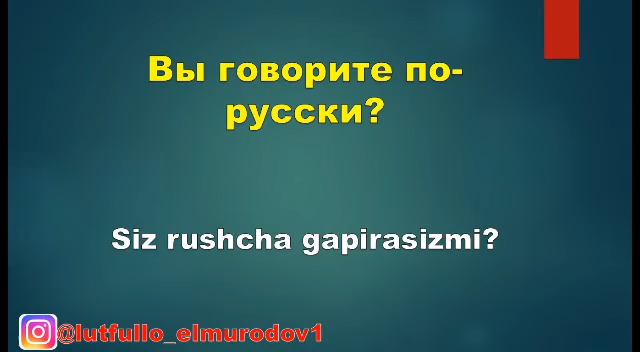 Вы говорите по-
русски?
Siz rushcha gapirasizmi?
@lutfullo_elmurodov1